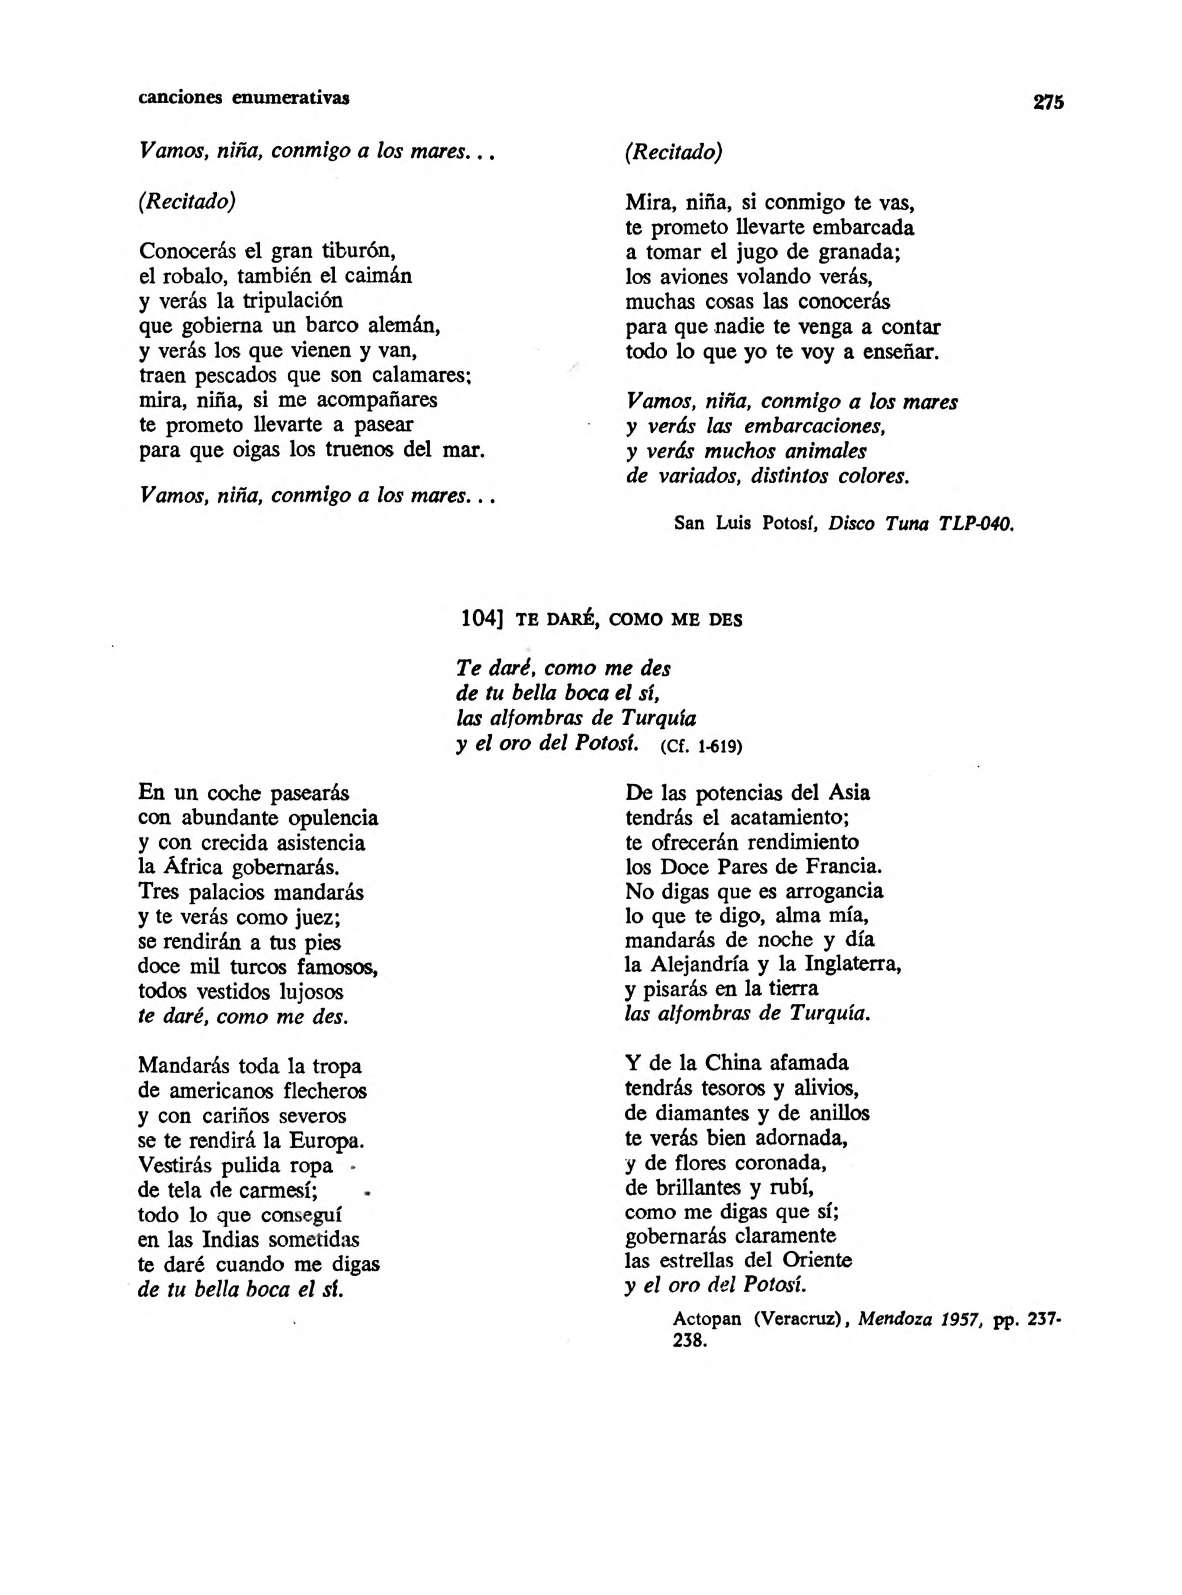 canciones enumerativas
275
Vamos, niña, conmigo a los mares...
(Recitado)
Conocerás el gran tiburón,
el robalo, también el caimán
y verás la tripulación
que gobierna un barco alemán,
y verás los que vienen y van,
traen pescados que son calamares;
mira, niña, si me acompañares
te prometo llevarte a pasear
para que oigas los truenos del mar.
Vamos, niña, conmigo a los mares...
(Recitado)
Mira, niña, si conmigo te vas,
te prometo llevarte embarcada
a tomar el jugo de granada;
los aviones volando verás,
muchas cosas las conocerás
para que nadie te venga a contar
todo lo que yo te voy a enseñar.
Vamos, niña, conmigo a los mares
y verás las embarcaciones,
y verás muchos animales
de variados, distintos colores.
San Luis Potosí, Disco Tuna TLP-040.
104] TE DARÉ, COMO ME DES
Te daré, como me des
de tu bella boca el sí,
las alfombras de Turquía
y el oro del Potosí. (Cf. 1-619)
En un coche pasearás
con abundante opulencia
y con crecida asistencia
la África gobernarás.
Tres palacios mandarás
y te verás como juez;
se rendirán a tus pies
doce mil turcos famosos,
todos vestidos lujosos
te daré, como me des.
Mandarás toda la tropa
de americanos flecheros
y con cariños severos
se te rendirá la Europa.
Vestirás pulida ropa
de tela de carmesí;
todo lo que conseguí
en las Indias sometidas
te daré cuando me digas
de tu bella boca el sí.
De las potencias del Asia
tendrás el acatamiento;
te ofrecerán rendimiento
los Doce Pares de Francia.
No digas que es arrogancia
lo que te digo, alma mía,
mandarás de noche y día
la Alejandría y la Inglaterra,
y pisarás en la tierra
las alfombras de Turquía.
Y de la China afamada
tendrás tesoros y alivios,
de diamantes y de anillos
te verás bien adornada,
y de flores coronada,
de brillantes y rubí,
como me digas que sí;
gobernarás claramente
las estrellas del Oriente
y el oro del Potosí.
Actopan (Veracruz), Mendoza 1957, pp. 237-
238.